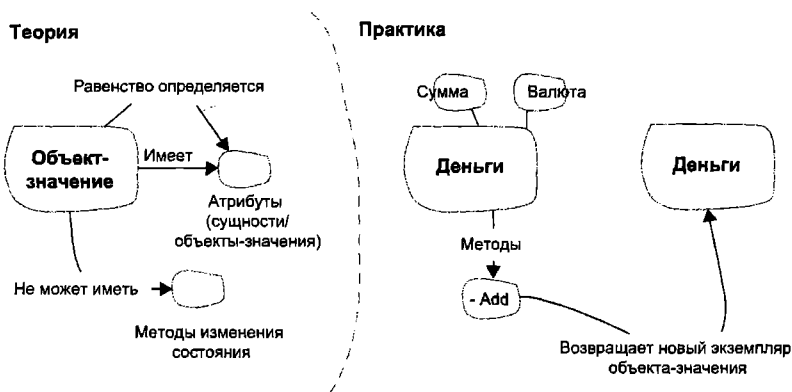 Теория
Равенство определяется
Объект-
значение
Имеет
Атрибуты
(сущности/
объекты-значения)
Не может иметь
Методы изменения
состояния
Практика
Сумма
Валюта
Деньги
Деньги
Методы
- Add
Возвращает новый экземпляр
объекта-значения